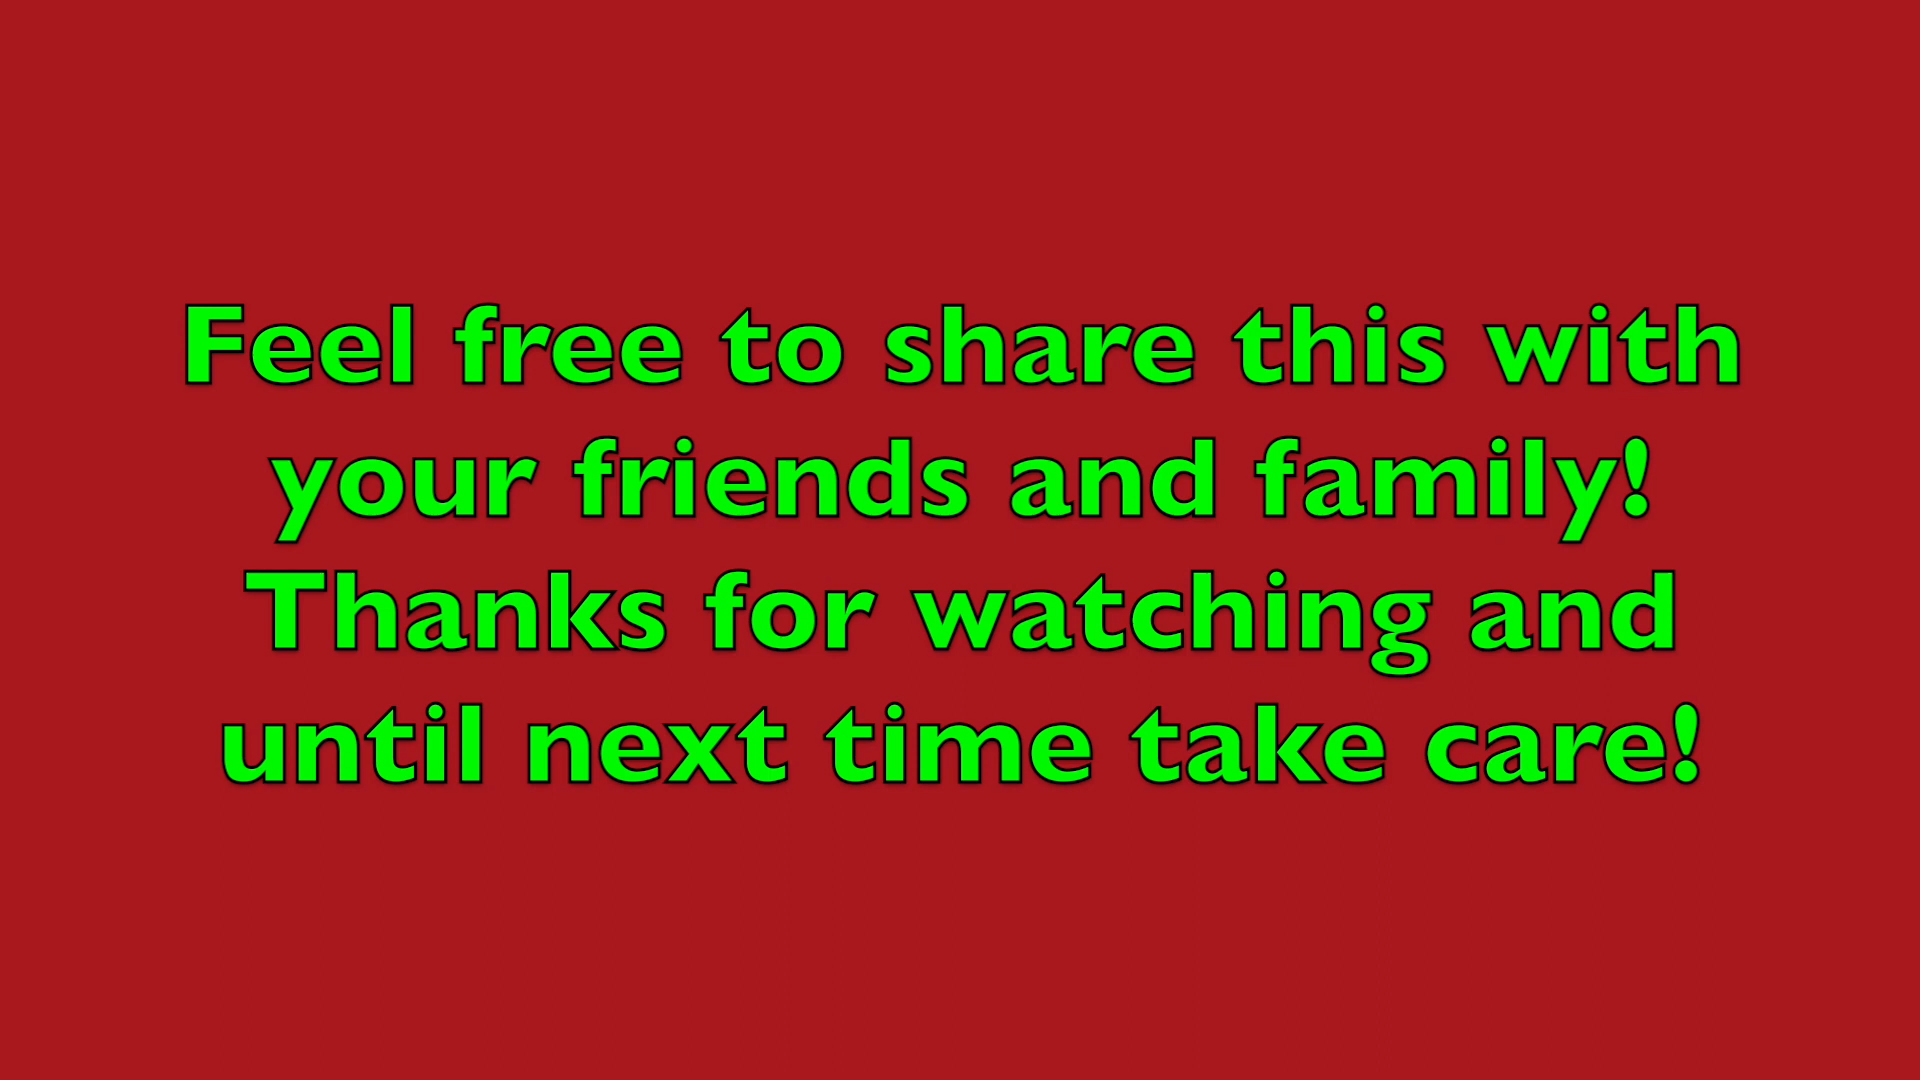 Feel free to share this with
your friends and family!
Thanks for watching and
until next time take care!